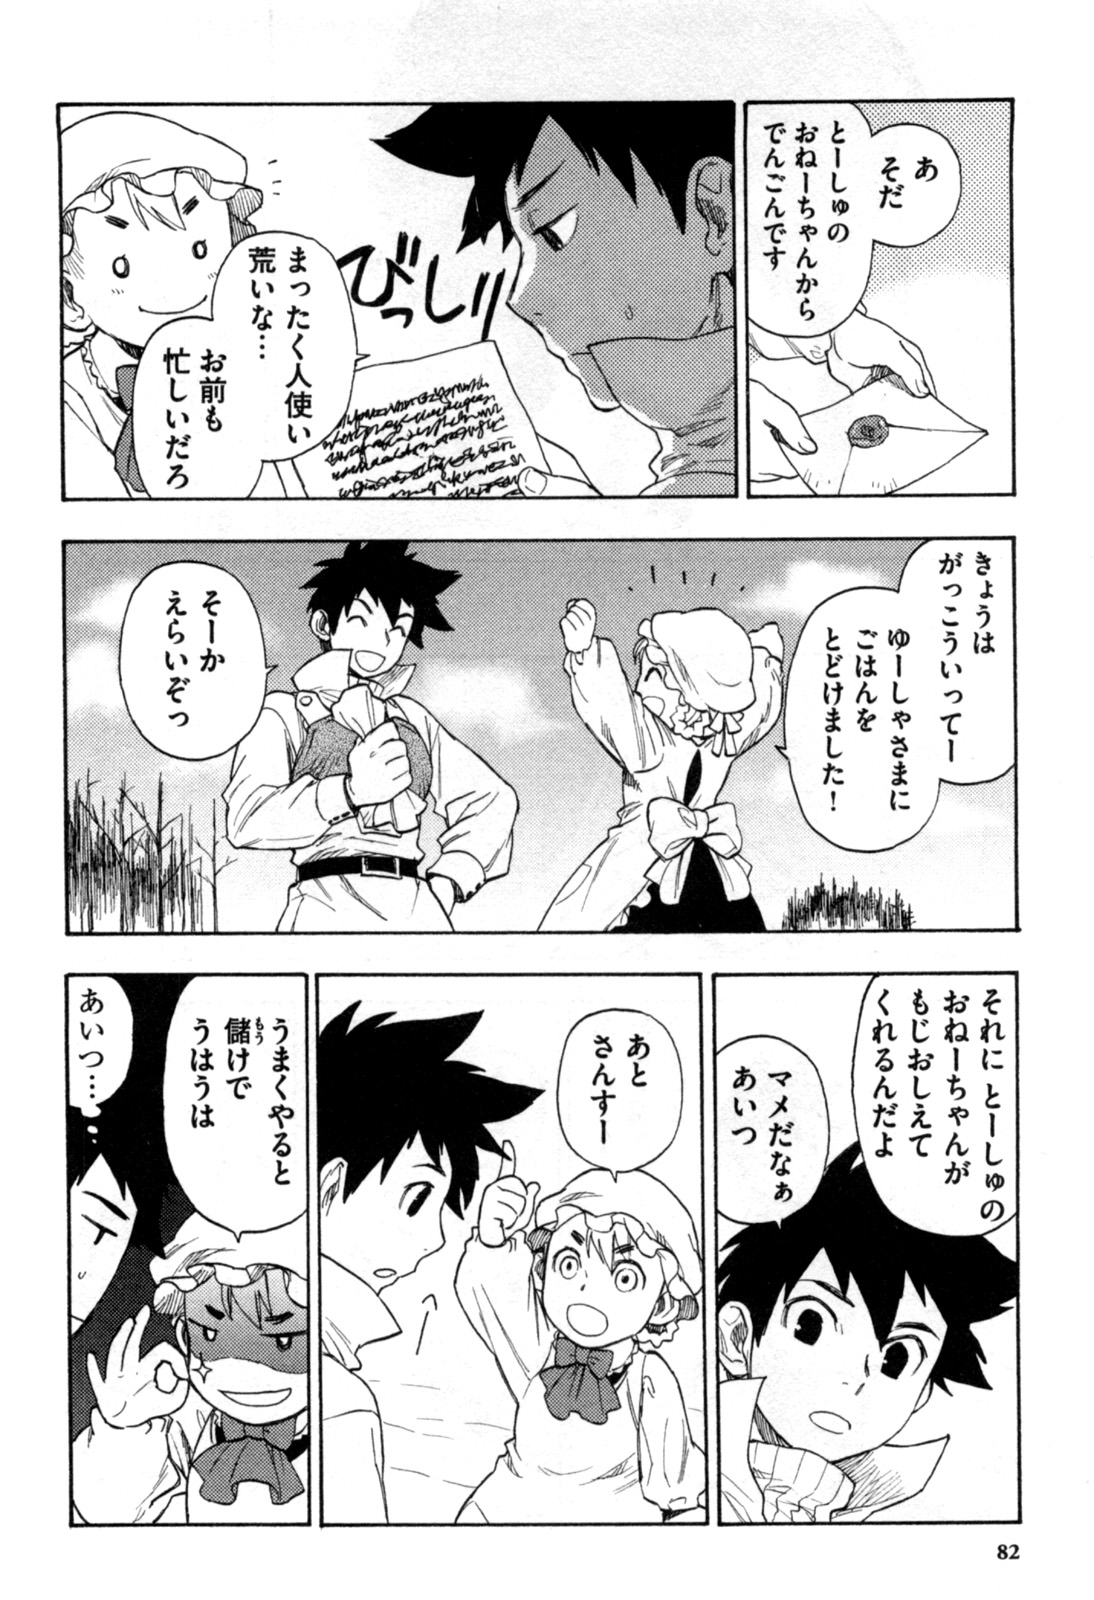 あ
そだ
とーしゅの
おねーちゃんから
でんごんです
びっしり
まったく人使い
荒いな…
お前も
忙しいだろ
きょうは
がっこういってー
ゆーしゃさまに
ごはんを
とどけました！
そーか
えらいぞっ
それに とーしゅの
おねーちゃんが
もじおしえて
くれるんだよ
マメだなぁ
あいつ
あと
さんすー
うまくやると
儲けで
もう
うはうは
あいつ…
82